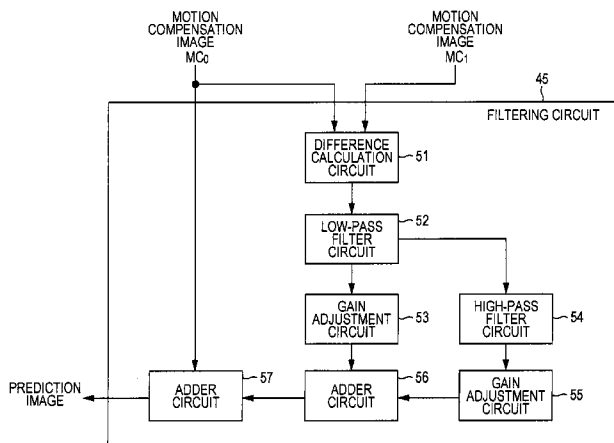 MOTION
COMPENSATION
IMAGE
MC₀
MOTION
COMPENSATION
IMAGE
MC₁
45
FILTERING CIRCUIT
DIFFERENCE
CALCULATION
CIRCUIT
51
LOW-PASS
FILTER
CIRCUIT
52
GAIN
ADJUSTMENT
CIRCUIT
53
HIGH-PASS
FILTER
CIRCUIT
54
PREDICTION
IMAGE
ADDER
CIRCUIT
57
ADDER
CIRCUIT
56
GAIN
ADJUSTMENT
CIRCUIT
55